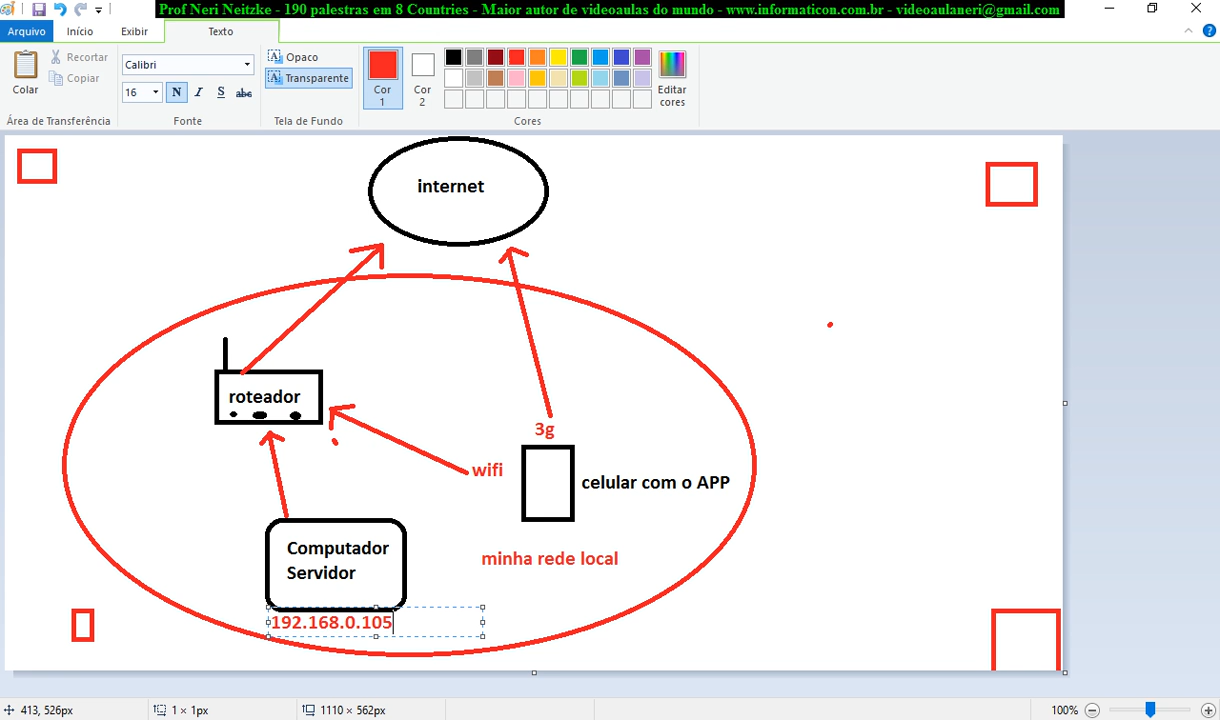 Prof Neri Neitzke - 190 palestras em 8 Countries - Maior autor de videoaulas do mundo - www.informaticon.com.br - videoaulaneri@gmail.com
Arquivo
Início
Exibir
Texto
Colar
Recortar
Copiar
Área de Transferência
Calibri
16
N
I
S
abc
Fonte
Opaco
Transparente
Tela de Fundo
Cor
1
Cor
2
Editar
cores
Cores
internet
roteador
3g
wifi
celular com o APP
Computador
Servidor
minha rede local
192.168.0.105
413, 526px
1 × 1px
1110 × 562px
100%